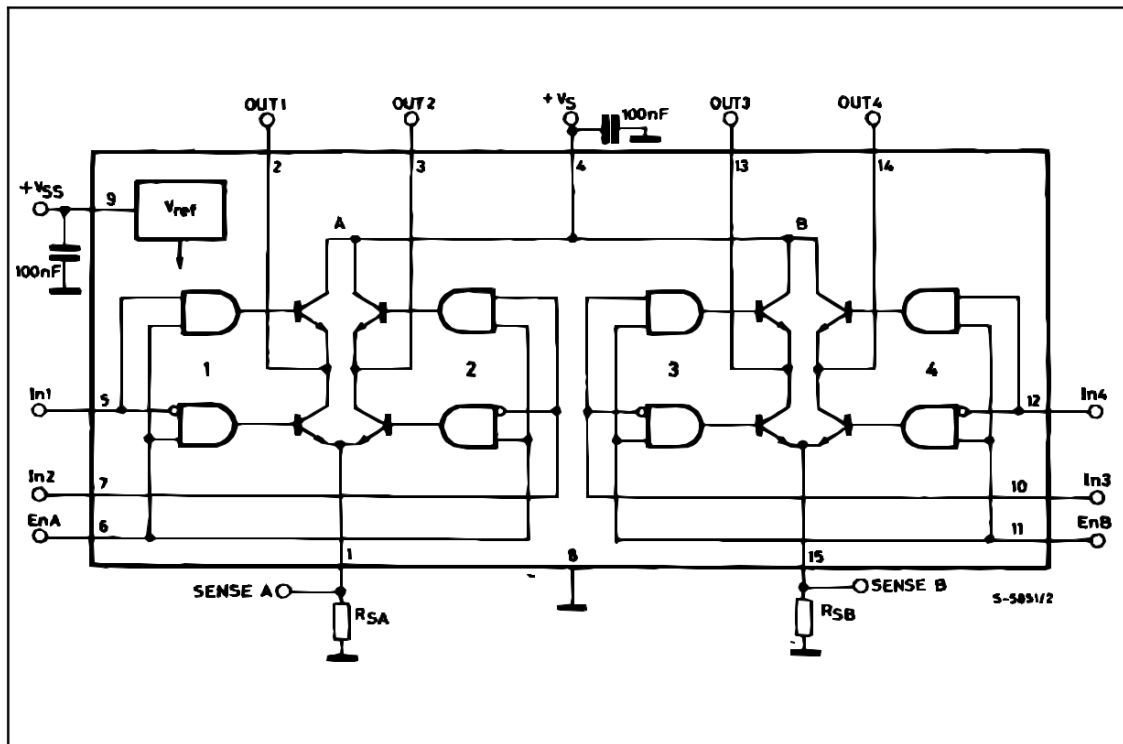 OUT1
OUT2
+VS
100nF
OUT3
OUT4
2
3
4
13
14
+VSS
9
Vref
A
B
100nF
1
2
3
4
In1
5
12
In4
In2
7
10
In3
EnA
6
11
EnB
1
8
15
SENSE A
SENSE B
S-5851/2
RSA
RSB